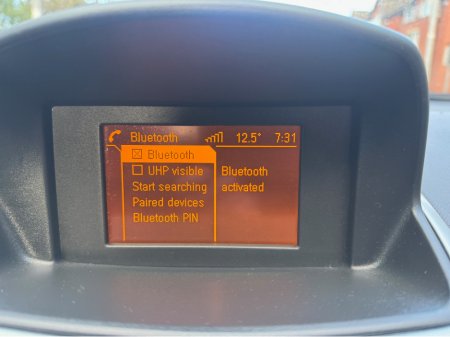 Bluetooth 12.5° 7:31
Bluetooth
UHP visible
Start searching
Paired devices
Bluetooth PIN
Bluetooth
activated